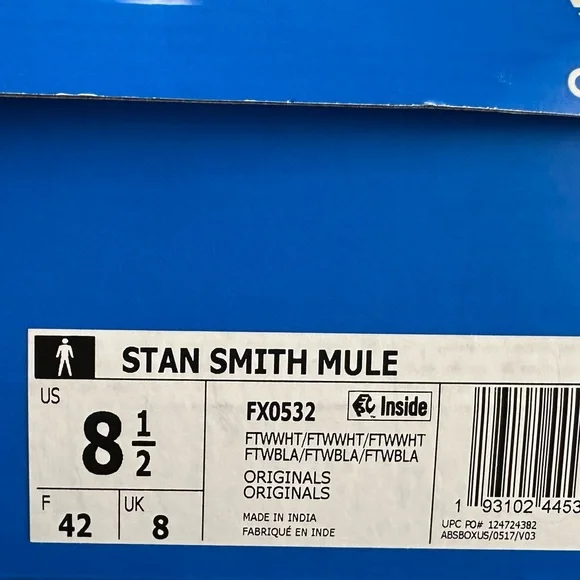 STAN SMITH MULE
US
8 1/2
F
42
UK
8
FX0532
Inside
FTWWHT/FTWWHT/FTWWHT
FTWBLA/FTWBLA/FTWBLA
ORIGINALS
ORIGINALS
MADE IN INDIA
FABRIQUÉ EN INDE
1 93102 4453
UPC PO# 124724382
ABSBOXUS/0517/V03